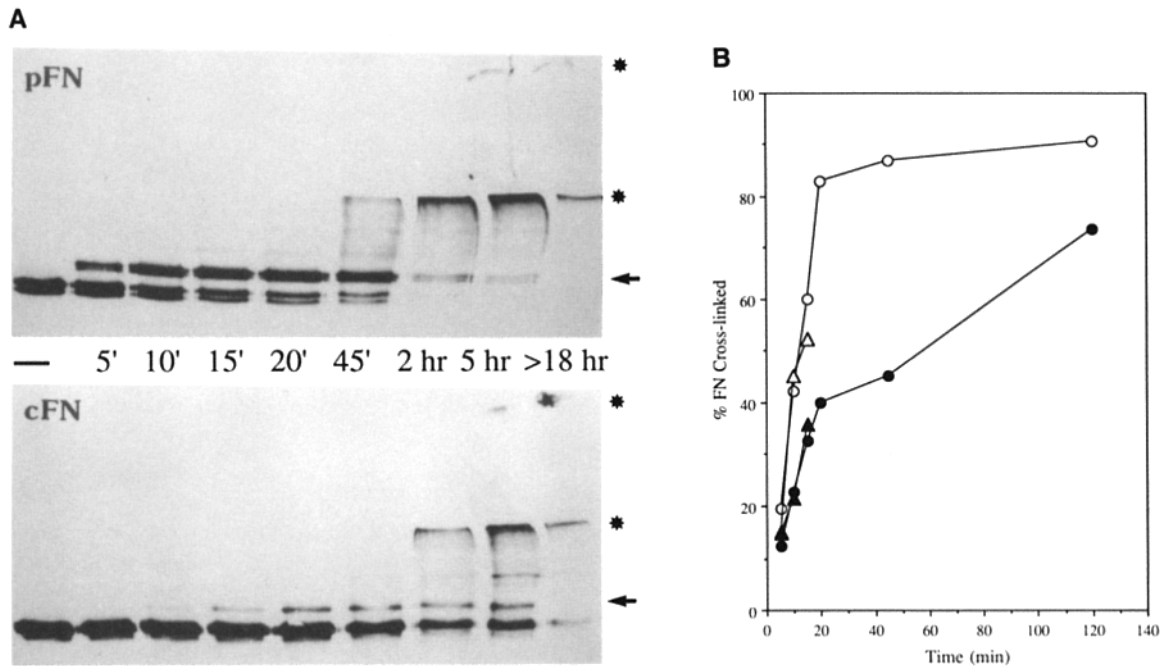 A
pFN
— 5' 10' 15' 20' 45' 2 hr 5 hr >18 hr
cFN
B
100
80
60
40
20
0
% FN Cross-linked
0 20 40 60 80 100 120 140
Time (min)